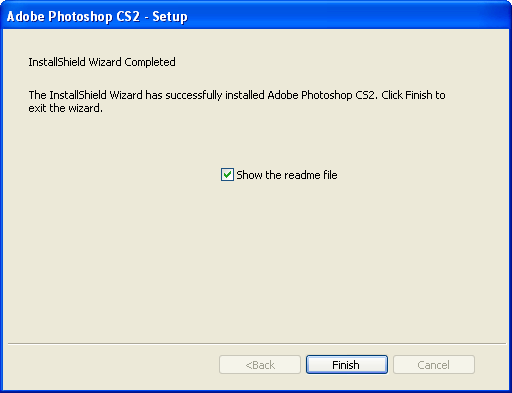 Adobe Photoshop CS2 - Setup
InstallShield Wizard Completed
The InstallShield Wizard has successfully installed Adobe Photoshop CS2. Click Finish to
exit the wizard.
Show the readme file
<Back
Finish
Cancel